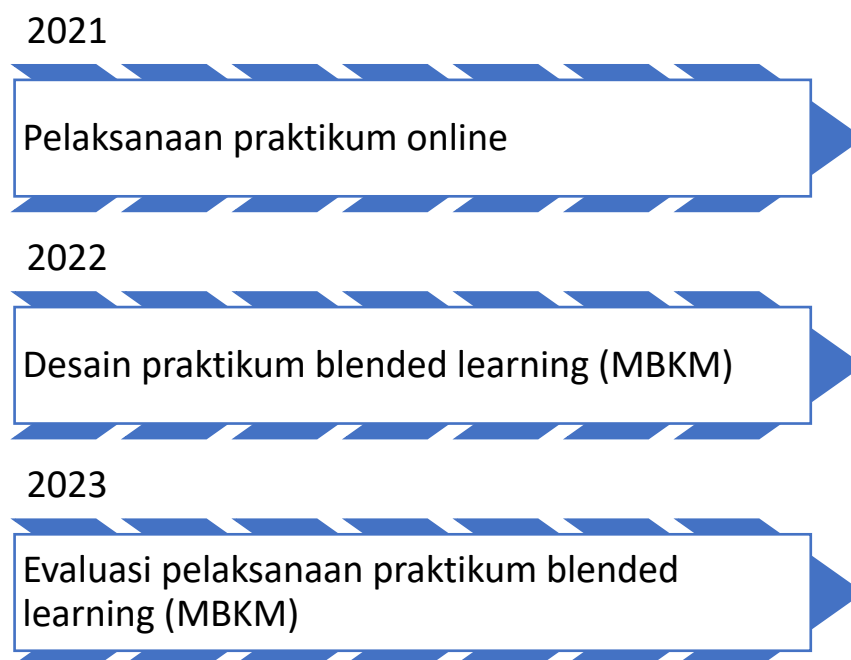 2021
Pelaksanaan praktikum online
2022
Desain praktikum blended learning (MBKM)
2023
Evaluasi pelaksanaan praktikum blended
learning (MBKM)